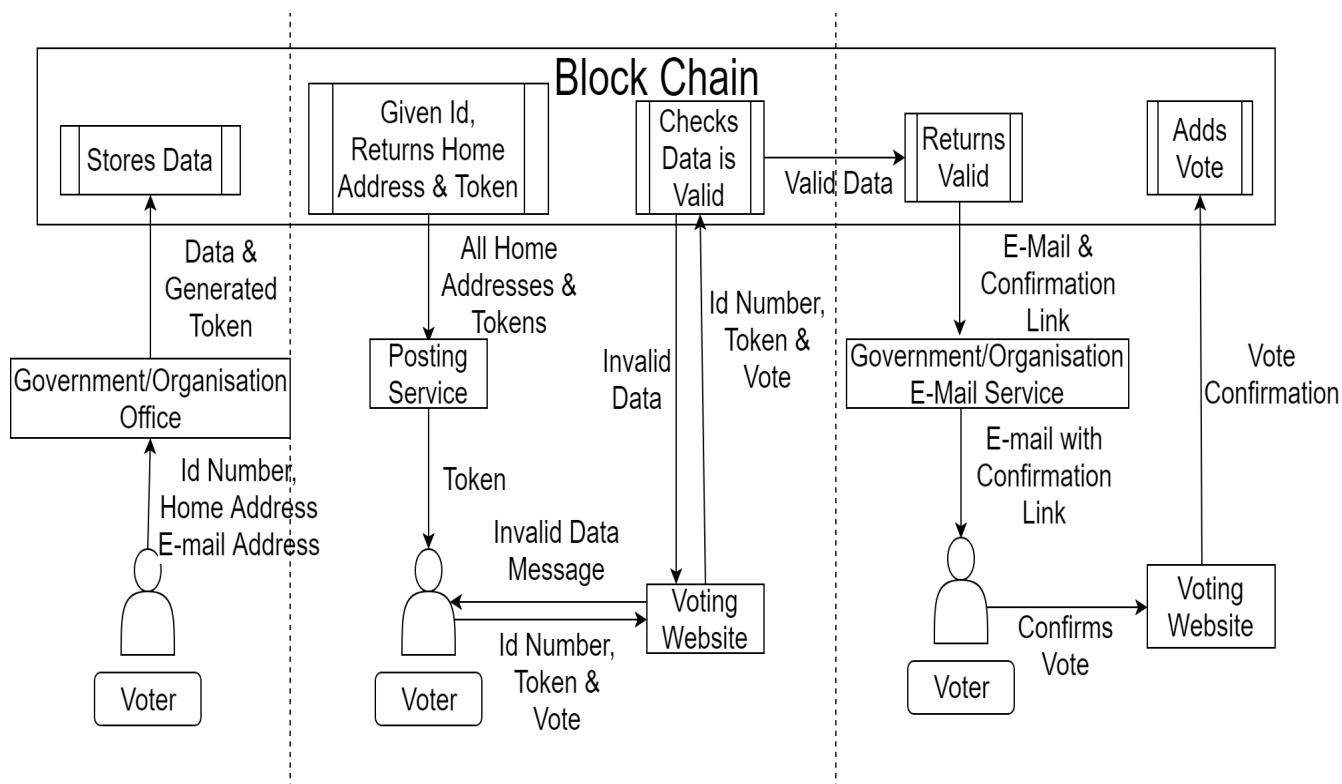 Block Chain
Stores Data
Data &
Generated
Token
Government/Organisation
Office
Id Number,
Home Address
E-mail Address
Voter
Given Id,
Returns Home
Address & Token
All Home
Addresses &
Tokens
Posting
Service
Token
Voter
Invalid Data
Message
Id Number,
Token &
Vote
Voting
Website
Invalid
Data
Id Number,
Token &
Vote
Checks
Data is
Valid
Valid Data
Returns
Valid
E-Mail &
Confirmation
Link
Government/Organisation
E-Mail Service
E-mail with
Confirmation
Link
Voter
Confirms
Vote
Voting
Website
Vote
Confirmation
Adds
Vote